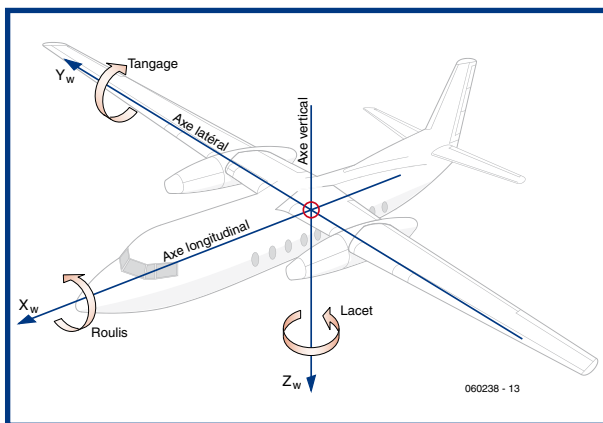 Tangage
Yw
Axe latéral
Axe vertical
Axe longitudinal
Xw
Roulis
Lacet
Zw
060238 - 13